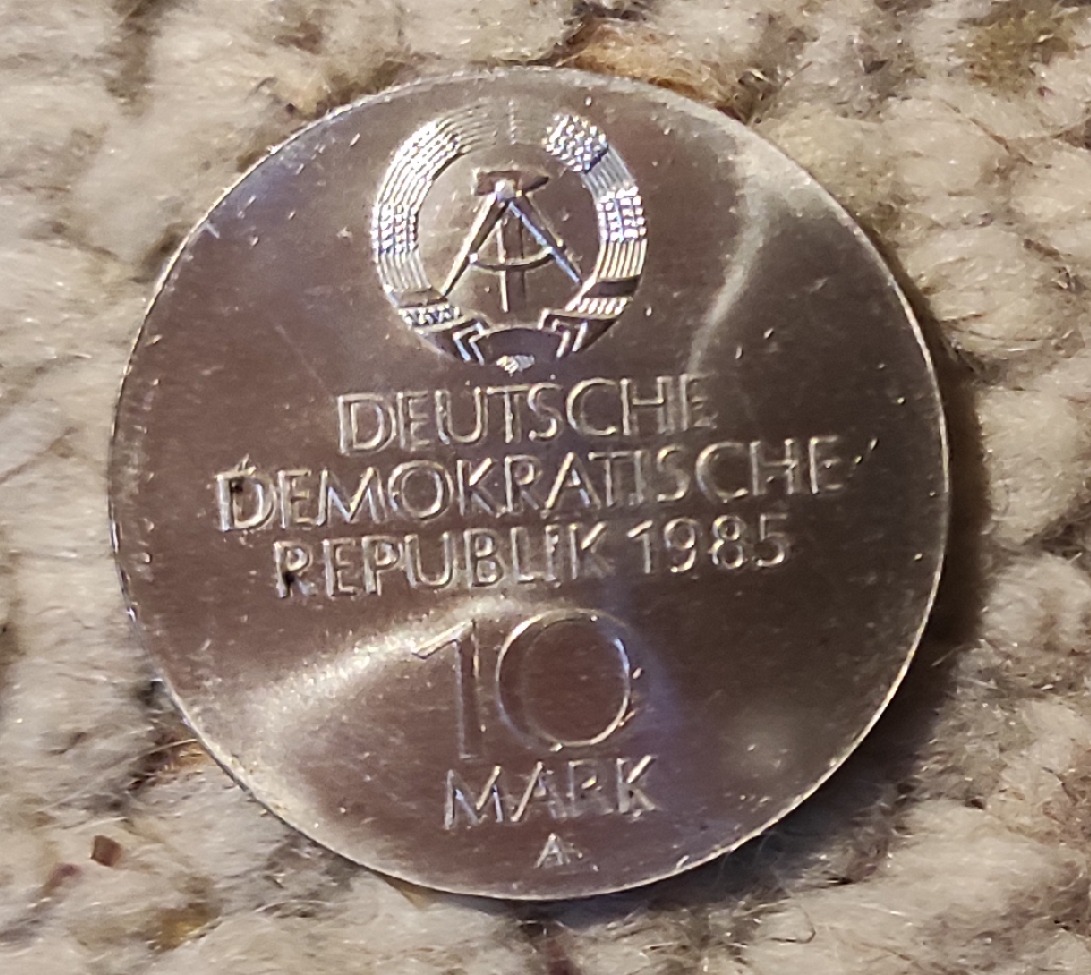 DEUTSCHE
DEMOKRATISCHE
REPUBLIK 1985
10
MARK
A